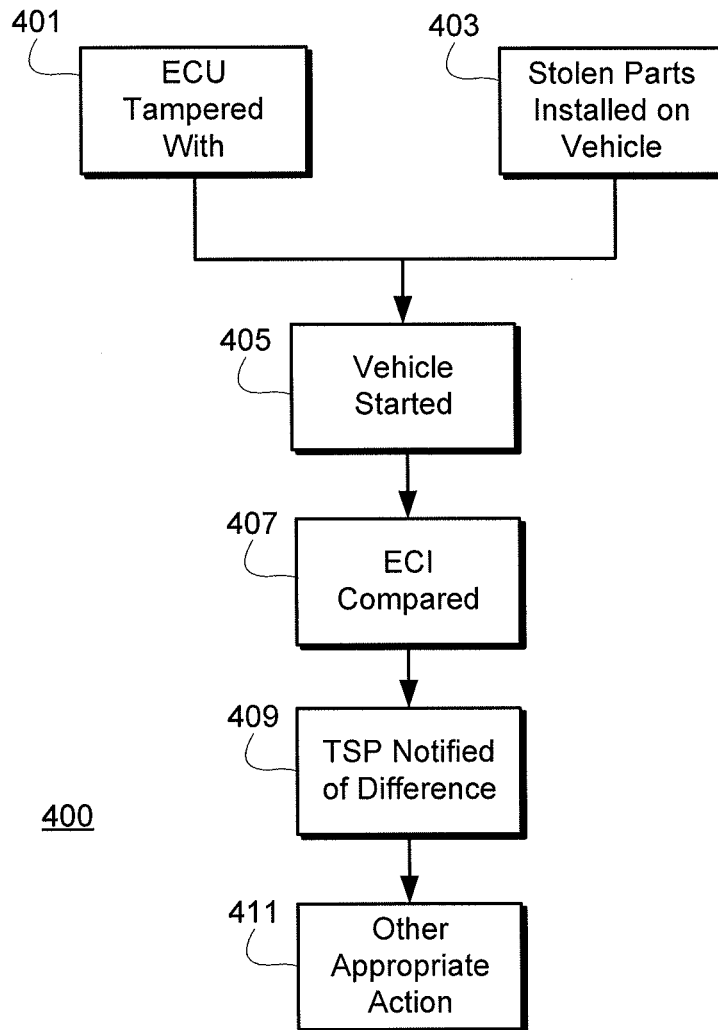 401
ECU
Tampered
With
403
Stolen Parts
Installed on
Vehicle
405
Vehicle
Started
407
ECI
Compared
409
TSP Notified
of Difference
400
411
Other
Appropriate
Action